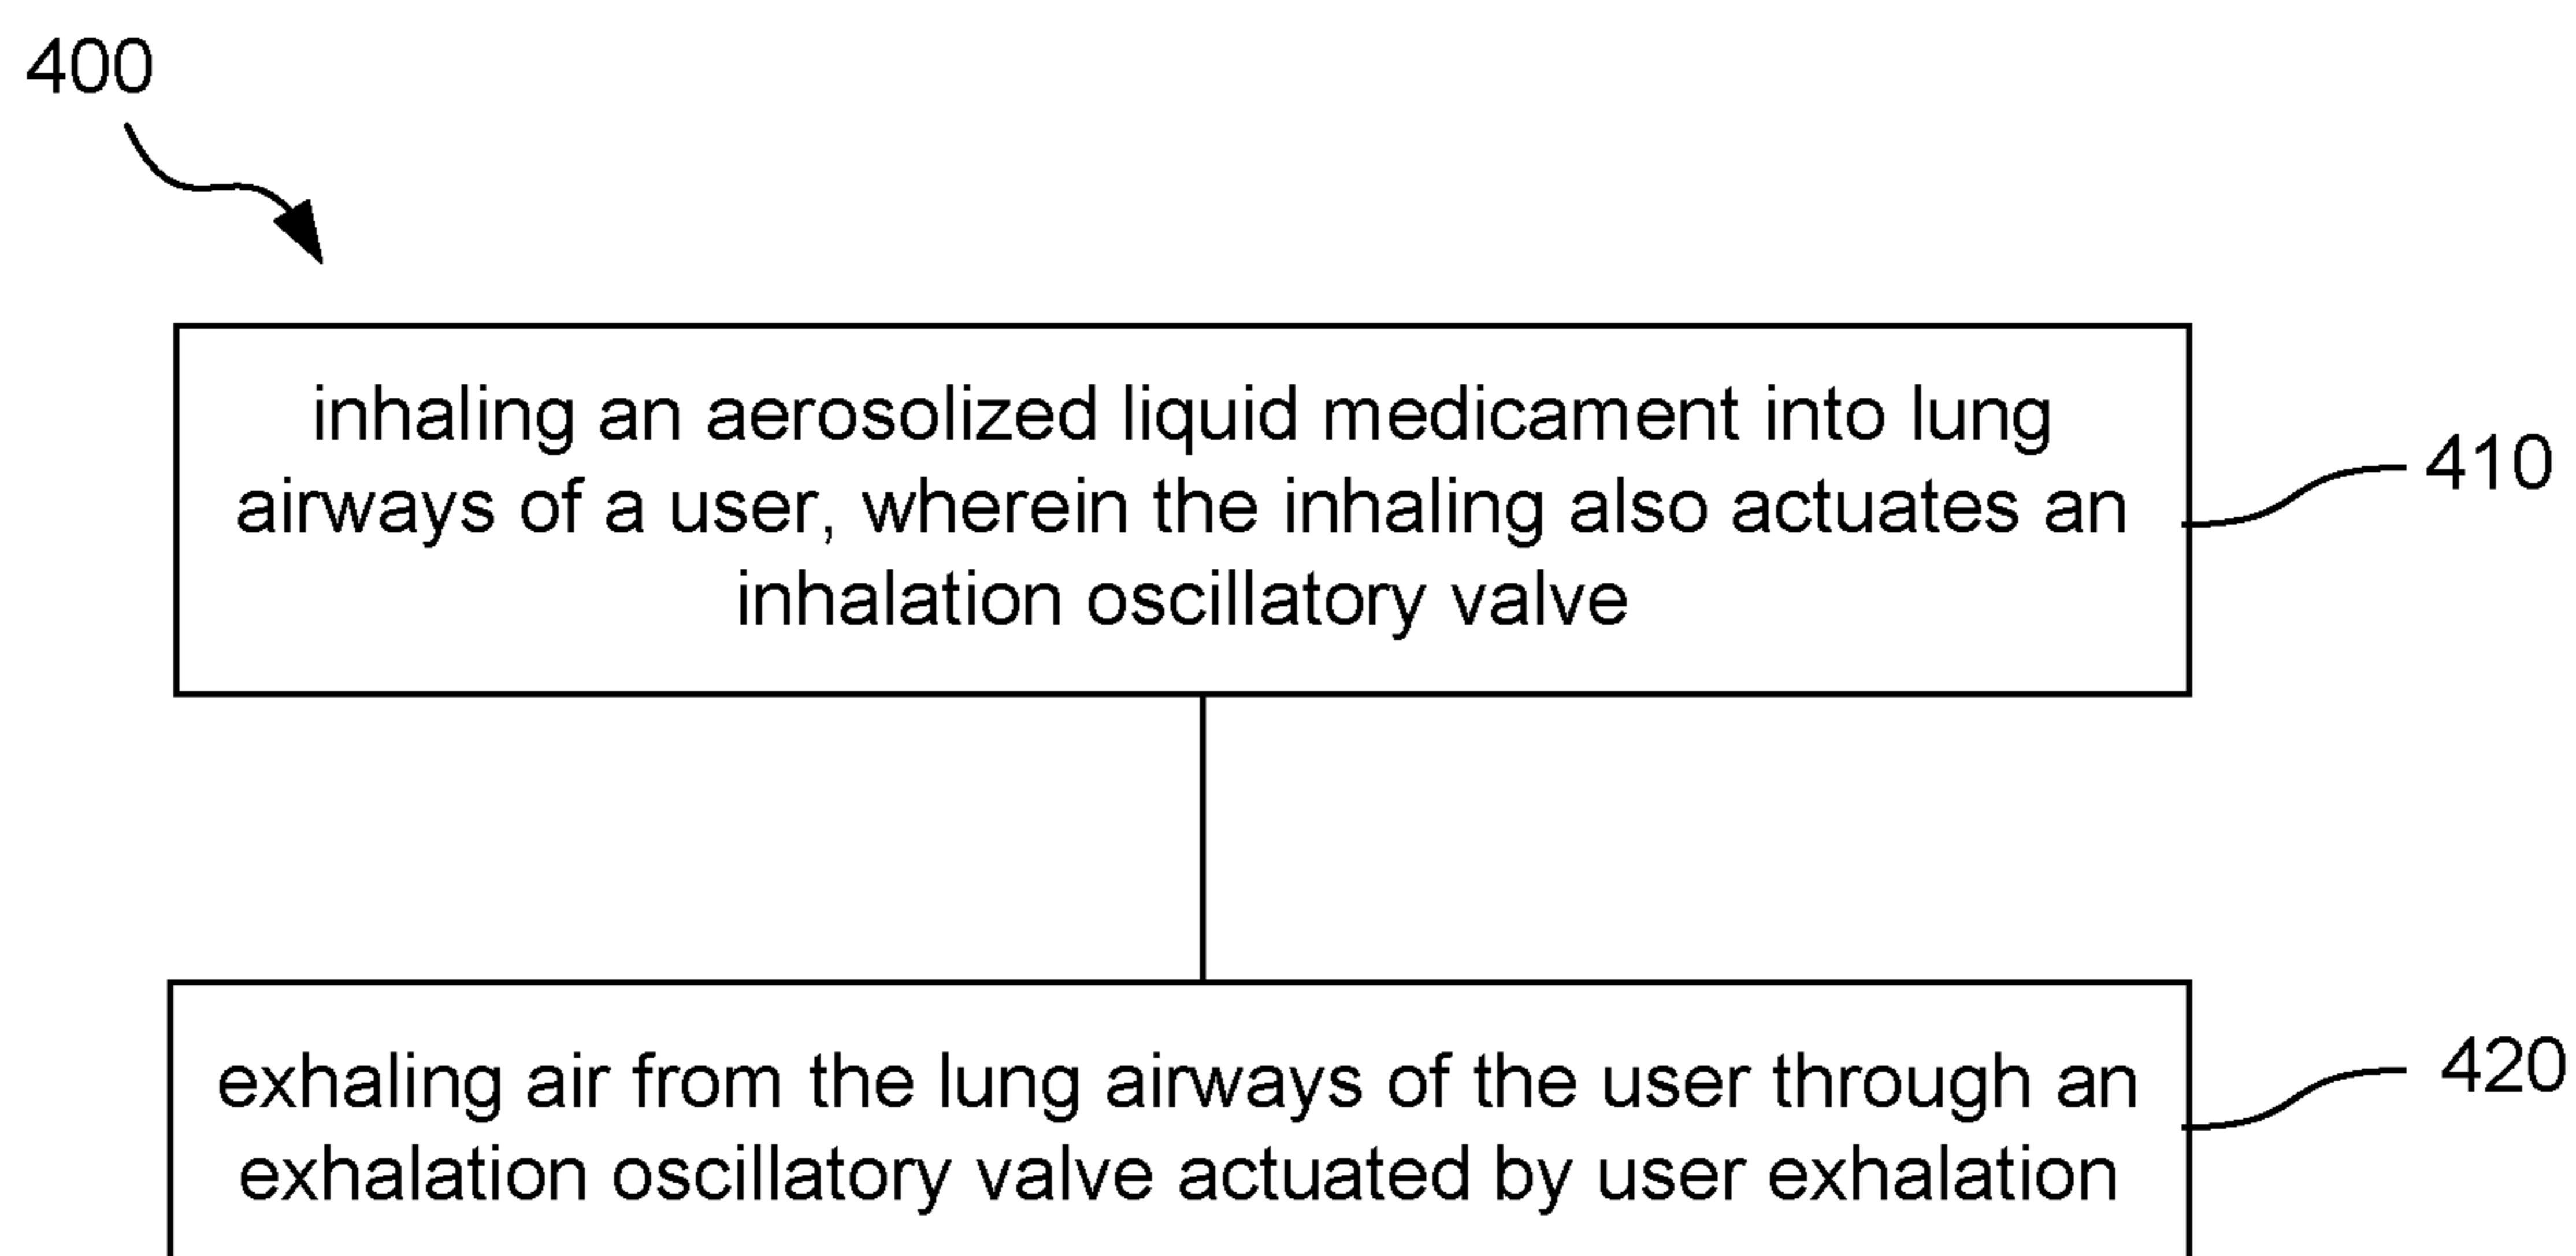 400
inhaling an aerosolized liquid medicament into lung
airways of a user, wherein the inhaling also actuates an
inhalation oscillatory valve
410
exhaling air from the lung airways of the user through an
exhalation oscillatory valve actuated by user exhalation
420